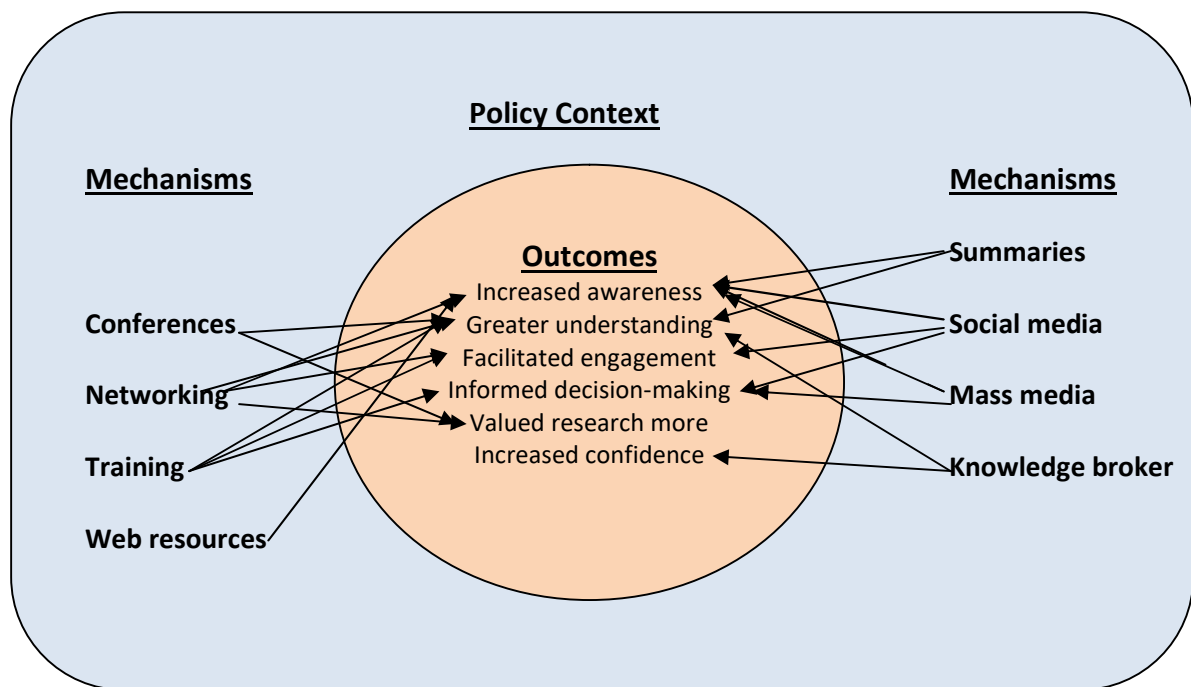 Policy Context
Mechanisms
Conferences
Networking
Training
Web resources
Outcomes
Increased awareness
Greater understanding
Facilitated engagement
Informed decision-making
Valued research more
Increased confidence
Mechanisms
Summaries
Social media
Mass media
Knowledge broker